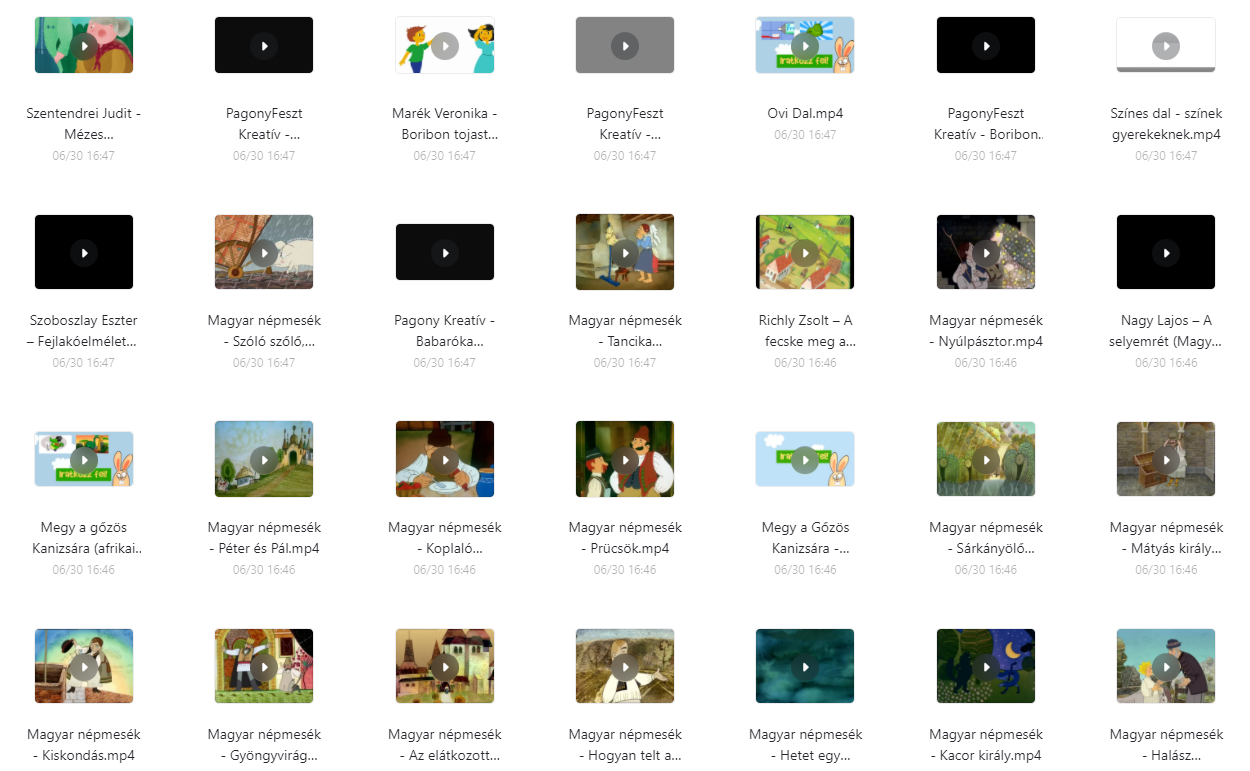 Iratkozz fel!
Szentendrei Judit -
Mézes...
06/30 16:47
PagonyFeszt
Kreatív -...
06/30 16:47
Marék Veronika -
Boribon tojast...
06/30 16:47
PagonyFeszt
Kreatív -...
06/30 16:47
Ovi Dal.mp4
06/30 16:47
PagonyFeszt
Kreatív - Boribon..
06/30 16:47
Színes dal - színek
gyerekeknek.mp4
06/30 16:47
Szoboszlay Eszter
– Fejlakóelmélet...
06/30 16:47
Magyar népmesék
- Szóló szőlő,...
06/30 16:47
Pagony Kreatív -
Babaróka...
06/30 16:47
Magyar népmesék
- Tancika...
06/30 16:47
Richly Zsolt – A
fecske meg a...
06/30 16:46
Magyar népmesék
- Nyúlpásztor.mp4
06/30 16:46
Nagy Lajos – A
selyemrét (Magy...
06/30 16:46
Iratkozz fel!
Iratkozz fel!
Megy a gőzös
Kanizsára (afrikai..
06/30 16:46
Magyar népmesék
- Péter és Pál.mp4
06/30 16:46
Magyar népmesék
- Koplaló...
06/30 16:46
Magyar népmesék
- Prücsök.mp4
06/30 16:46
Megy a Gőzös
Kanizsára -...
06/30 16:46
Magyar népmesék
- Sárkányölő...
06/30 16:46
Magyar népmesék
- Mátyás király...
06/30 16:46
Magyar népmesék
- Kiskondás.mp4
Magyar népmesék
- Gyöngyvirág...
Magyar népmesék
- Az elátkozott...
Magyar népmesék
- Hogyan telt a...
Magyar népmesék
- Hetet egy...
Magyar népmesék
- Kacor király.mp4
Magyar népmesék
- Halász...